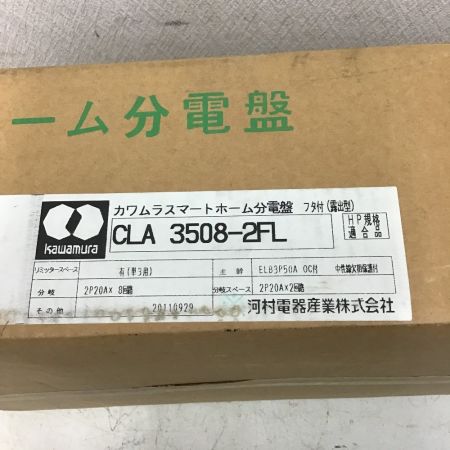 ーム分電盤
カワムラスマートホーム分電盤 フタ付(露出型)
HP規格適合品
kawamura
CLA 3508-2FL
リミッタースペース 有(単3用) 主幹 ELB3P50A OC付 中性線欠相保護付
分岐 2P20A× 8回路 分岐スペース 2P20A×2回路
その他 20110929 河村電器産業株式会社